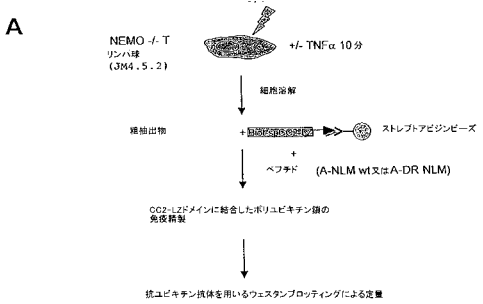 A
NEMO -/- T
リンパ球
(JM4.5.2)
+/- TNFα 10分
細胞溶解
粗抽出物
+
ストレプトアビジンビーズ
+
ペプチド (A-NLM wt又はA-DR NLM)
CC2-LZドメインに結合したポリユビキチン鎖の
免疫精製
抗ユビキチン抗体を用いるウェスタンブロッティングによる定量